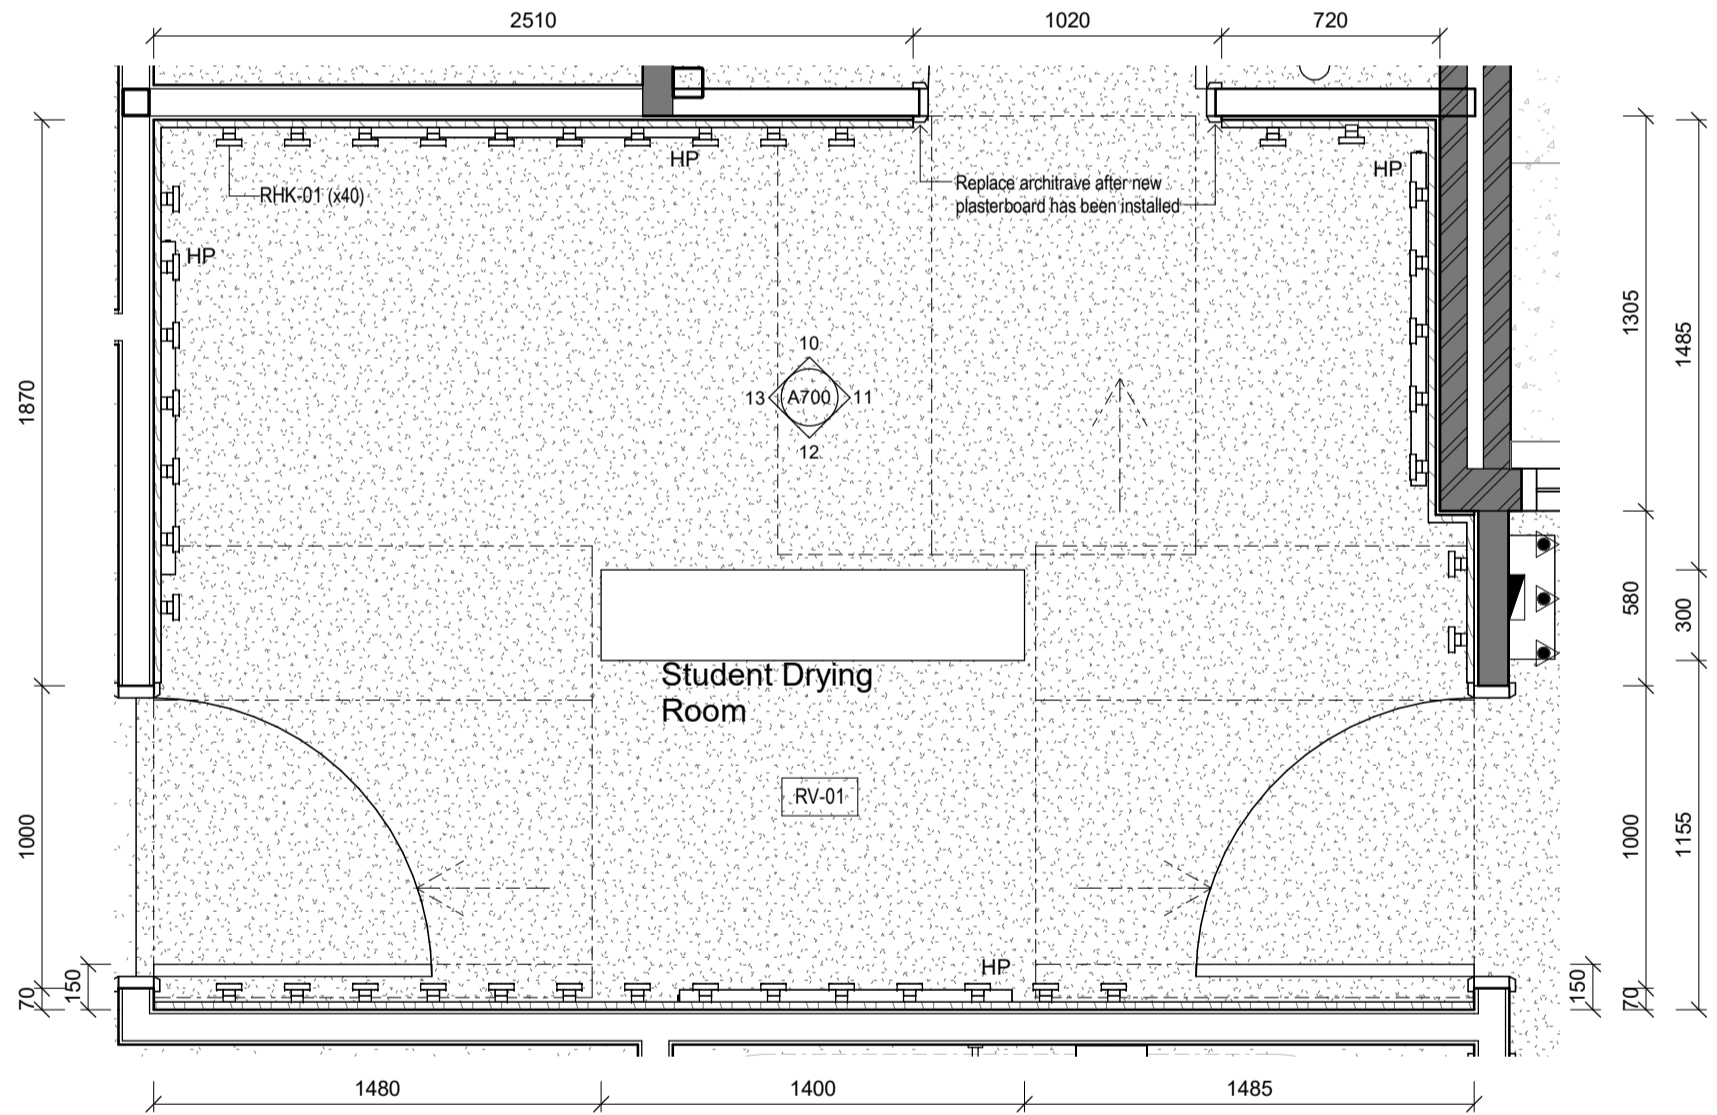 2510
1020
720
HP
HP
RHK-01 (x40)
Replace architrave after new
plasterboard has been installed
HP
1305
1485
1870
10
13
A700
11
12
580
300
Student Drying
Room
RV-01
1000
1000
1155
HP
150
70
150
70
1480
1400
1485